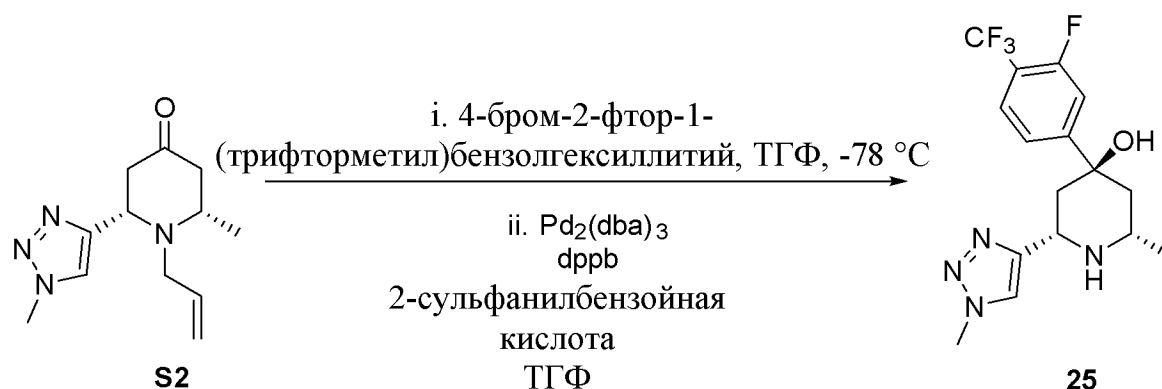 i. 4-бром-2-фтор-1-
(трифторметил)бензолгексиллитий, ТГФ, -78 °C
ii. Pd2(dba)3
dppb
2-сульфанилбензойная
кислота
ТГФ
O
N
N
N
N
S2
CF3
F
OH
N
N
N
N
H
25